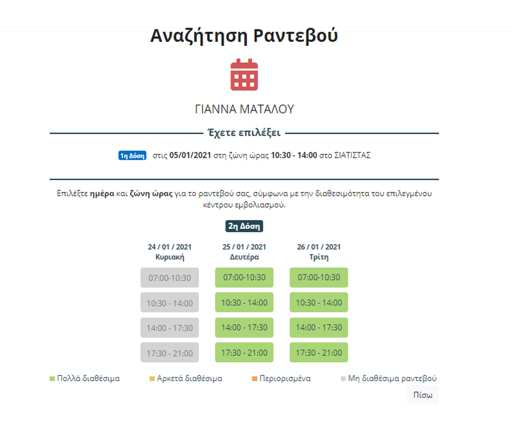 Αναζήτηση Ραντεβού
ΓΙΑΝΝΑ ΜΑΤΑΛΟΥ
Έχετε επιλέξει
1η Δόση στις 05/01/2021 στη ζώνη ώρας 10:30 - 14:00 στο ΣΙΑΤΙΣΤΑΣ
Επιλέξτε ημέρα και ζώνη ώρας για το ραντεβού σας, σύμφωνα με την διαθεσιμότητα του επιλεγμένου
κέντρου εμβολιασμού.
2η Δόση
24 / 01 / 2021 25 / 01 / 2021 26 / 01 / 2021
Κυριακή Δευτέρα Τρίτη
07:00-10:30 07:00-10:30 07:00-10:30
10:30 - 14:00 10:30 - 14:00 10:30 - 14:00
14:00 - 17:30 14:00 - 17:30 14:00 - 17:30
17:30 - 21:00 17:30 - 21:00 17:30 - 21:00
Πολλά διαθέσιμα Αρκετά διαθέσιμα Περιορισμένα Μη διαθέσιμα ραντεβού
Πίσω